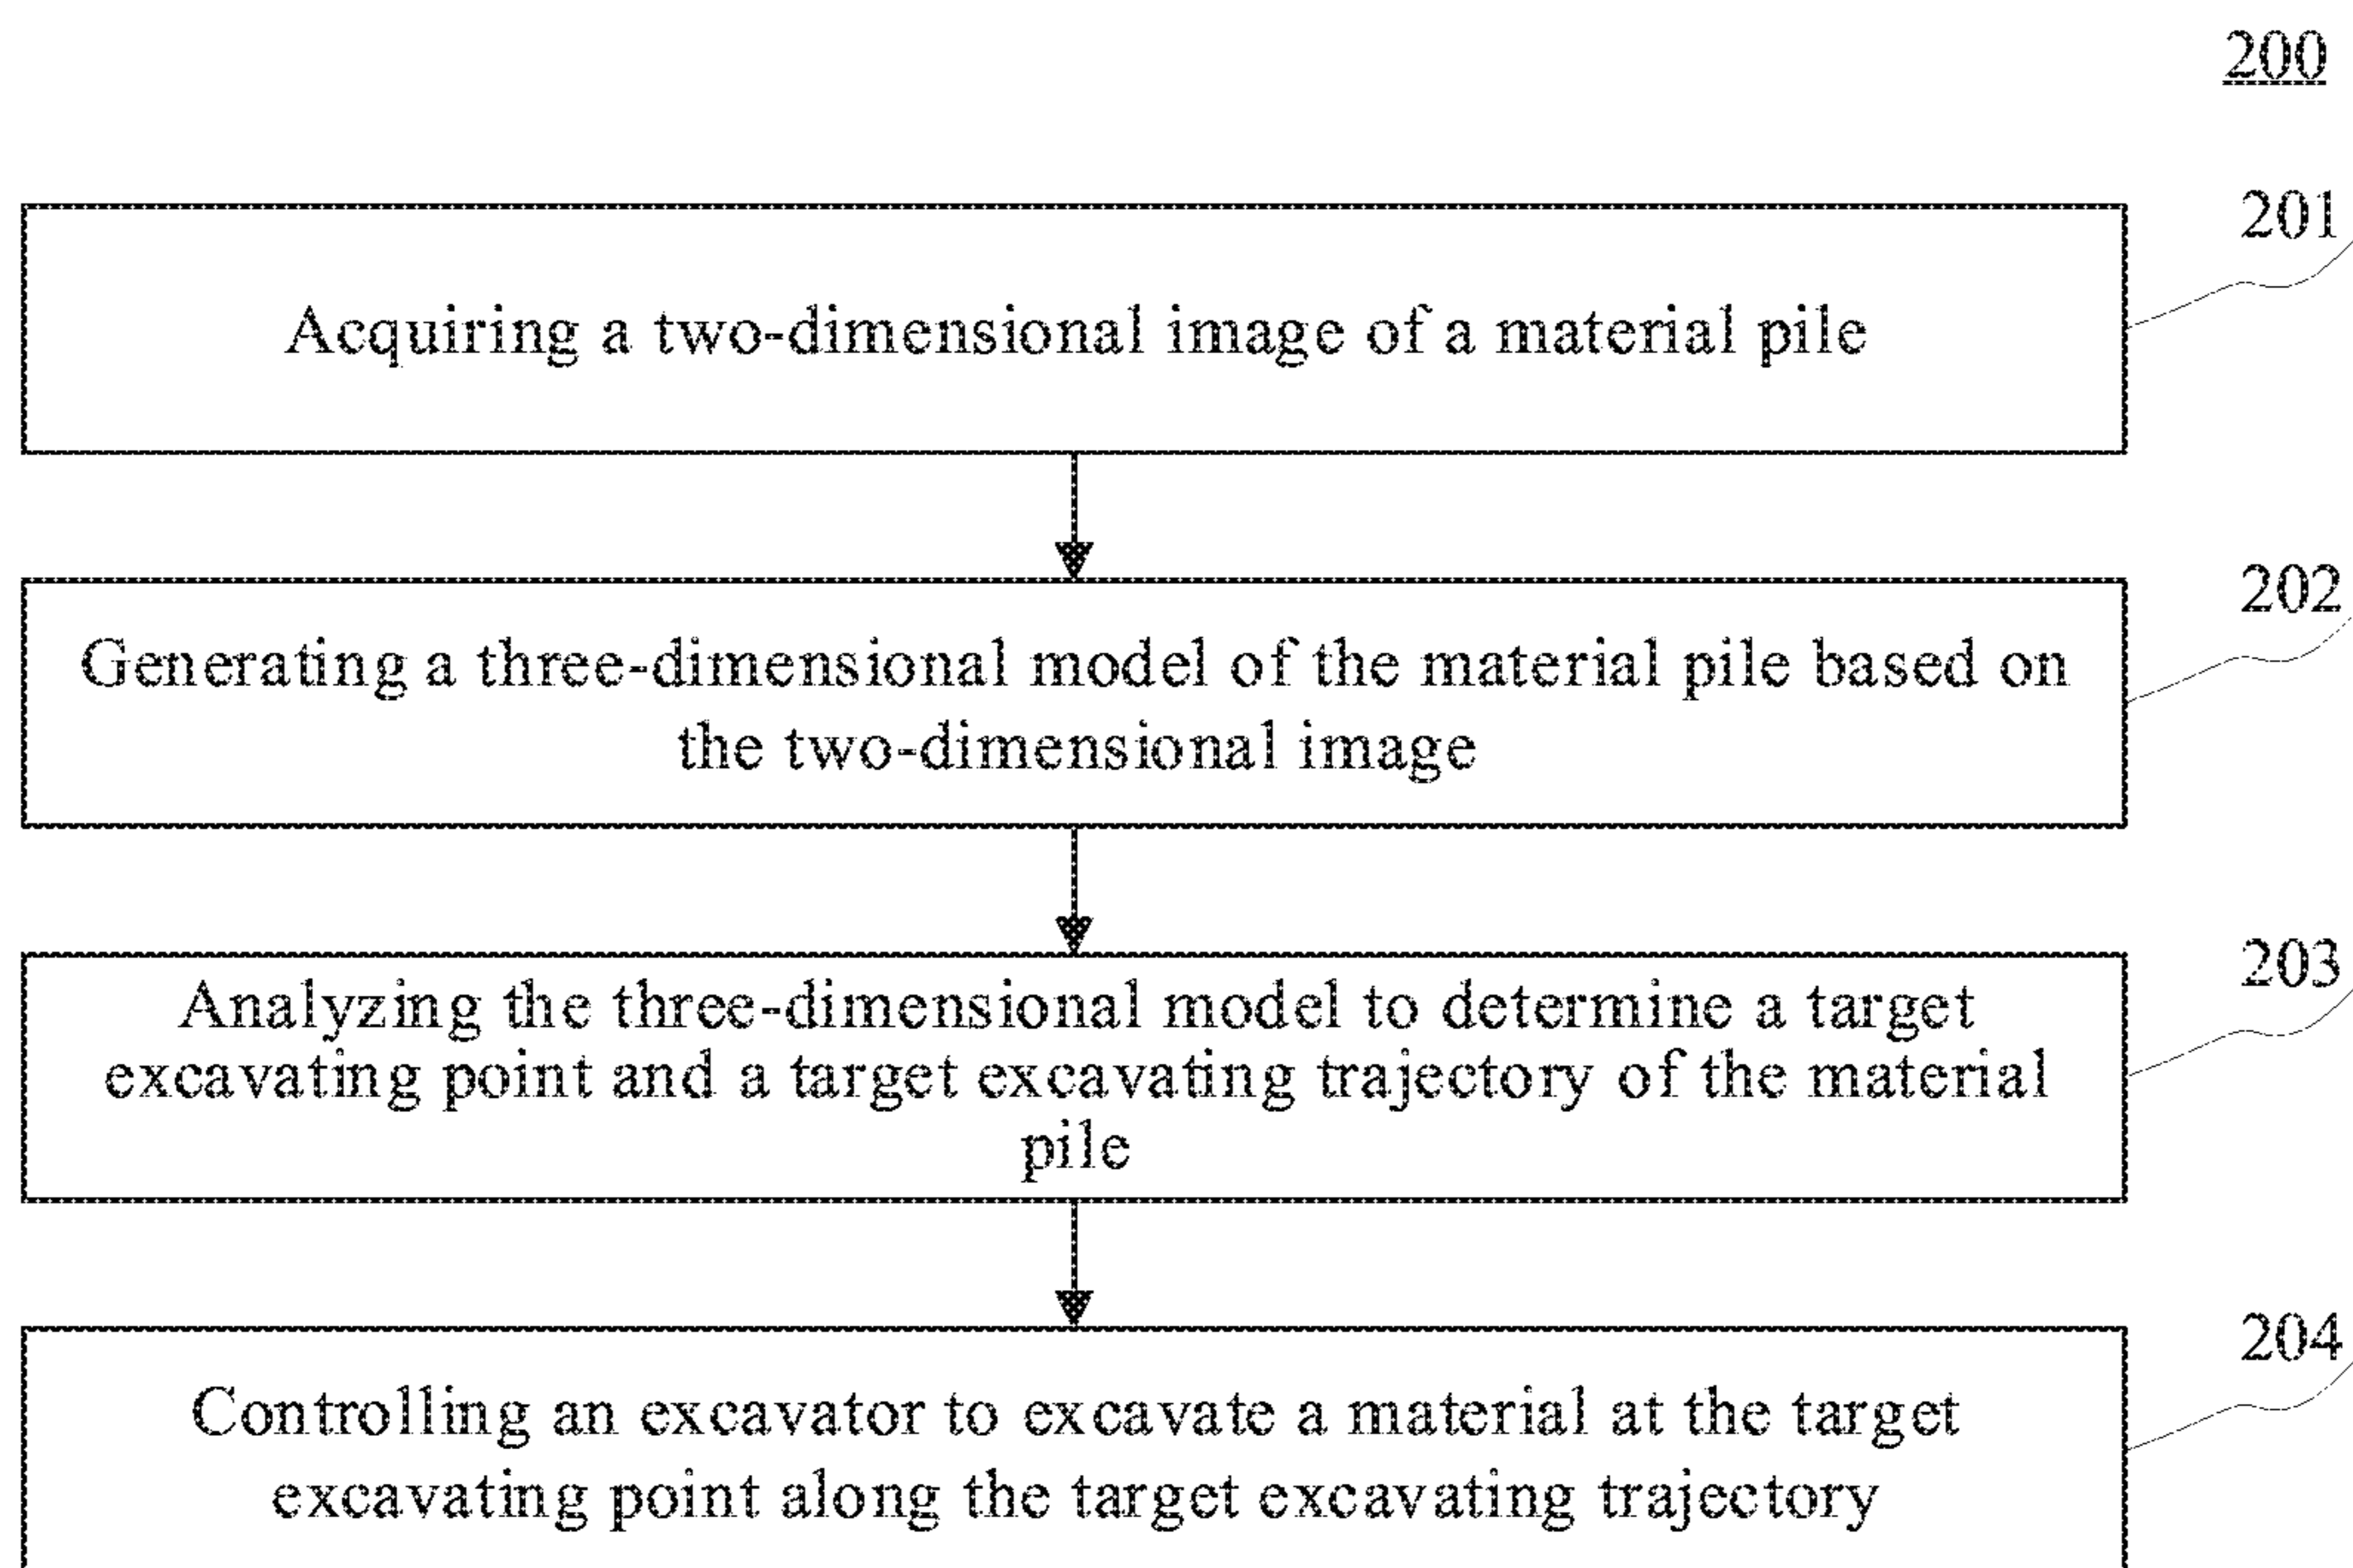 200
201
Acquiring a two-dimensional image of a material pile
202
Generating a three-dimensional model of the material pile based on
the two-dimensional image
203
Analyzing the three-dimensional model to determine a target
excavating point and a target excavating trajectory of the material
pile
204
Controlling an excavator to excavate a material at the target
excavating point along the target excavating trajectory